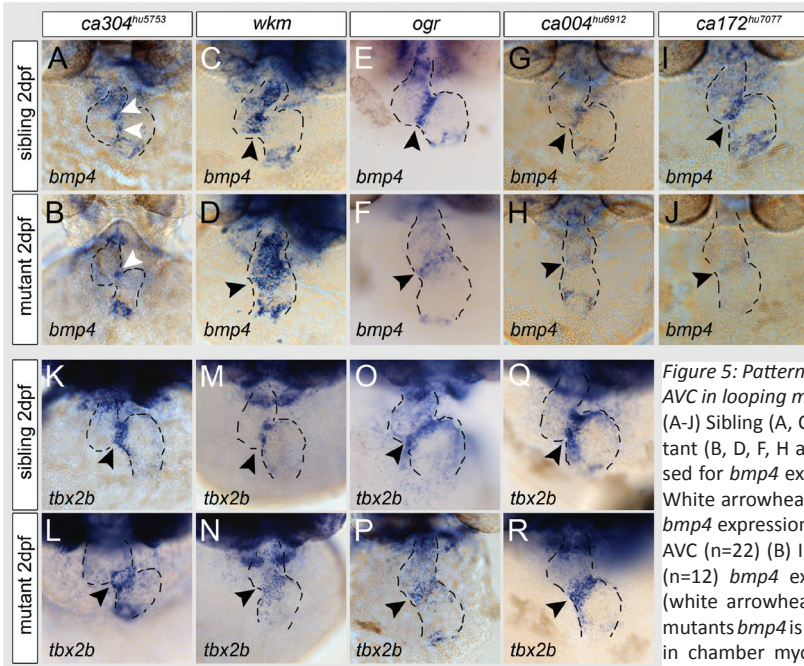 ca304hu5753 wkm ogr ca004hu6912 ca172hu7077
sibling 2dpf
A C E G I
bmp4 bmp4 bmp4 bmp4 bmp4
mutant 2dpf
B D F H J
bmp4 bmp4 bmp4 bmp4 bmp4
sibling 2dpf
K M O Q
tbx2b tbx2b tbx2b tbx2b
mutant 2dpf
L N P R
tbx2b tbx2b tbx2b tbx2b
Figure 5: Pattern
AVC in looping m
(A-J) Sibling (A, C
tant (B, D, F, H a
sed for bmp4 ex
White arrowhea
bmp4 expression
AVC (n=22) (B) I
(n=12) bmp4 ex
(white arrowhea
mutants bmp4 is
in chamber myc